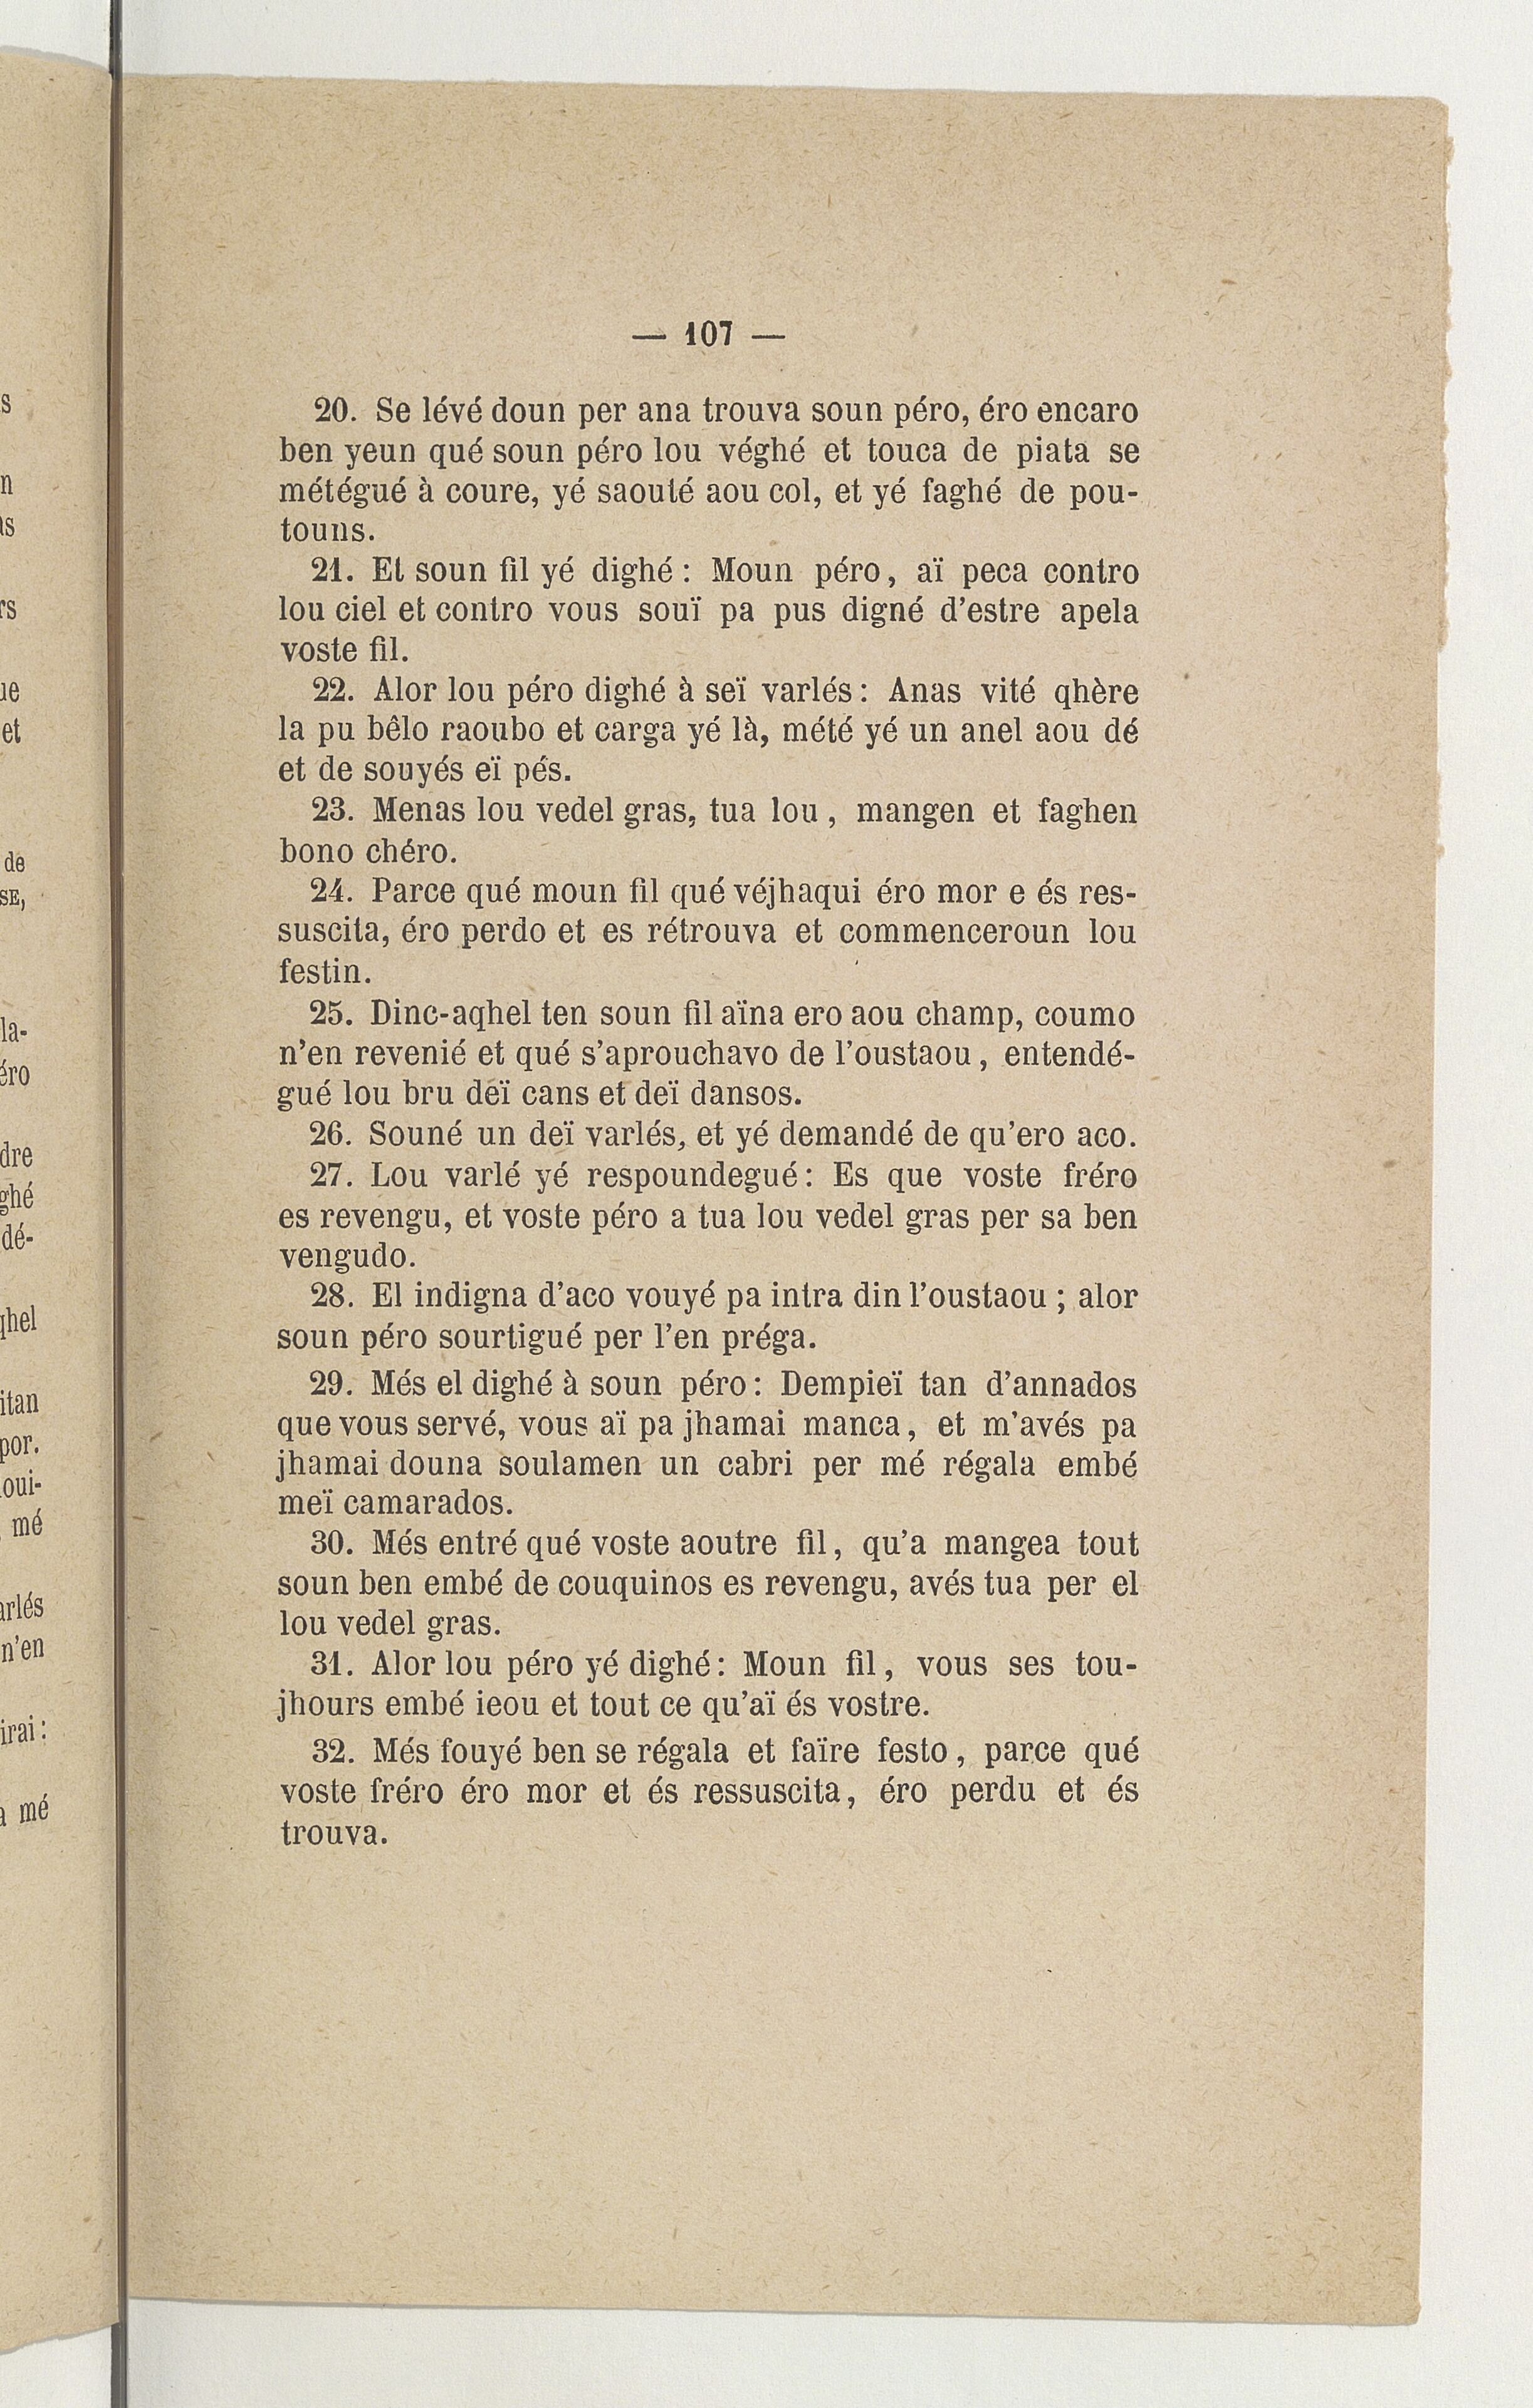 — 107 —
20. Se lévé doun per ana trouva soun péro, éro encaro
ben yeun qué soun péro lou véghé et touca de piata se
météguè à coure, yé saouté aou col, et yé faghé de pou-
touns.
21. Et soun fil yé dighé : Moun péro, aï peca contro
lou ciel et contro vous souï pa pus digné d'estre apela
voste fil.
22. Alor lou péro dighé à seï varlés : Anas vité qhère
la pu bêlo raoubo et carga yé là, mété yé un anel aou dé
et de souyés eï pés.
23. Menas lou vedel gras, tua lou, mangen et faghen
bono chéro.
24. Parce qué moun fil qué véjhaqui éro mor e és res-
suscita, éro perdo et es rétrouva et commenceroun lou
festin.
25. Dinc-aqhel ten soun fil aïna ero aou champ, coumo
n'en revenié et qué s'aprouchavo de l'oustaou, entendé-
gué lou bru deï cans et deï dansos.
26. Souné un deï varlés, et yé demandé de qu'ero aco.
27. Lou varlé yé respoundegué : Es que voste fréro
es revengu, et voste péro a tua lou vedel gras per sa ben
vengudo.
28. El indigna d'aco vouyé pa intra din l'oustaou ; alor
soun péro sourtigué per l'en préga.
29. Més el dighé à soun péro : Dempieï tan d'annados
que vous servé, vous aï pa jhamai manca, et m'avés pa
jhamai douna soulamen un cabri per mé régala embé
meï camarados.
30. Més entré qué voste aoutre fil, qu'a mangea tout
soun ben embé de couquinos es revengu, avés tua per el
lou vedel gras.
31. Alor lou péro yé dighé : Moun fil, vous ses tou-
jhours embé ieou et tout ce qu'aï és vostre.
32. Més fouyé ben se régala et faïre festo, parce qué
voste fréro éro mor et és ressuscita, éro perdu et és
trouva.